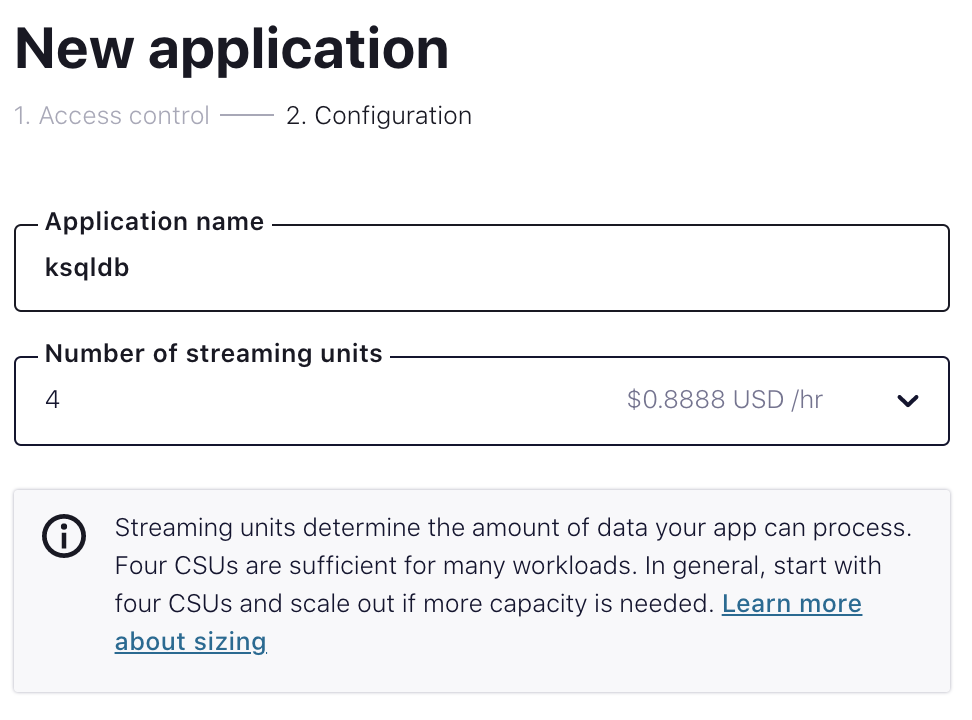 New application
1. Access control 2. Configuration
Application name
ksqldb
Number of streaming units
4 $0.8888 USD /hr
Streaming units determine the amount of data your app can process.
Four CSUs are sufficient for many workloads. In general, start with
four CSUs and scale out if more capacity is needed. Learn more
about sizing